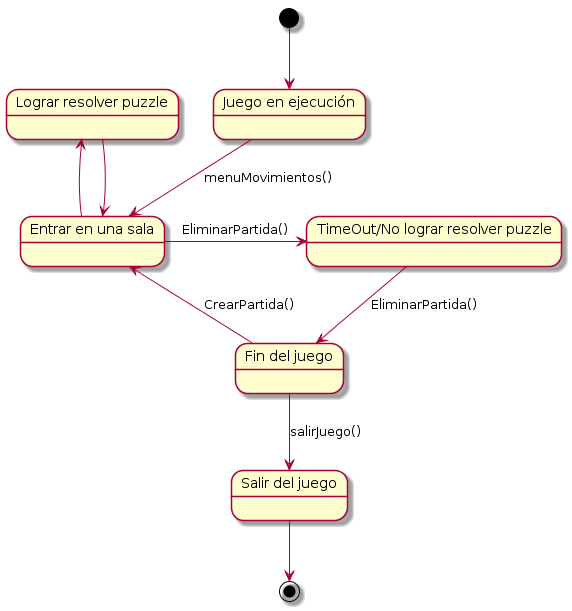 Lograr resolver puzzle
Juego en ejecución
menuMovimientos()
Entrar en una sala
EliminarPartida()
TimeOut/No lograr resolver puzzle
CrearPartida()
EliminarPartida()
Fin del juego
salirJuego()
Salir del juego